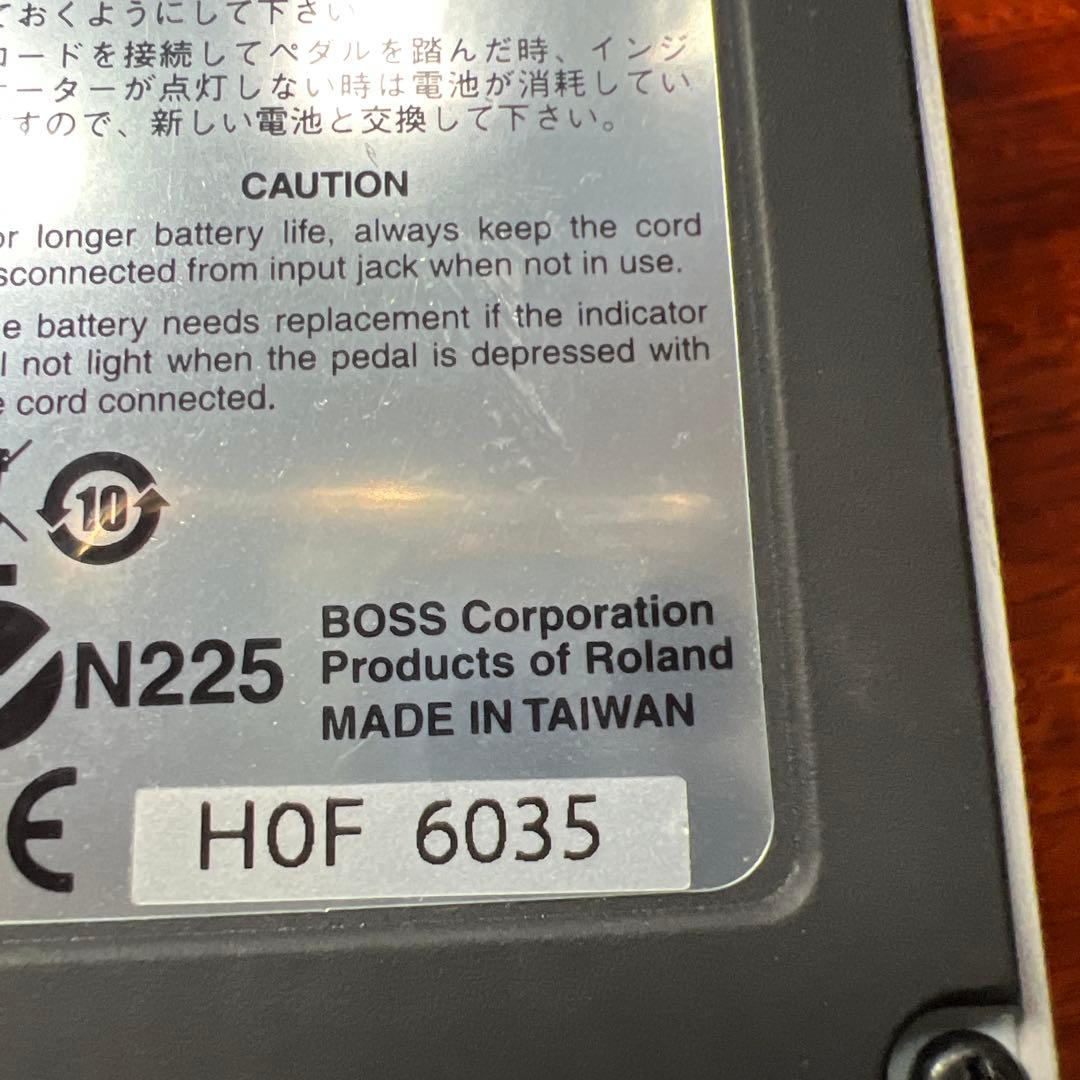 ておくようにして下さい
コードを接続してペダルを踏んだ時、インジ
ケーターが点灯しない時は電池が消耗してい
ますので、新しい電池と交換して下さい。
CAUTION
or longer battery life, always keep the cord
sconnected from input jack when not in use.
e battery needs replacement if the indicator
l not light when the pedal is depressed with
e cord connected.
10
N225
BOSS Corporation
Products of Roland
MADE IN TAIWAN
CE
H0F 6035